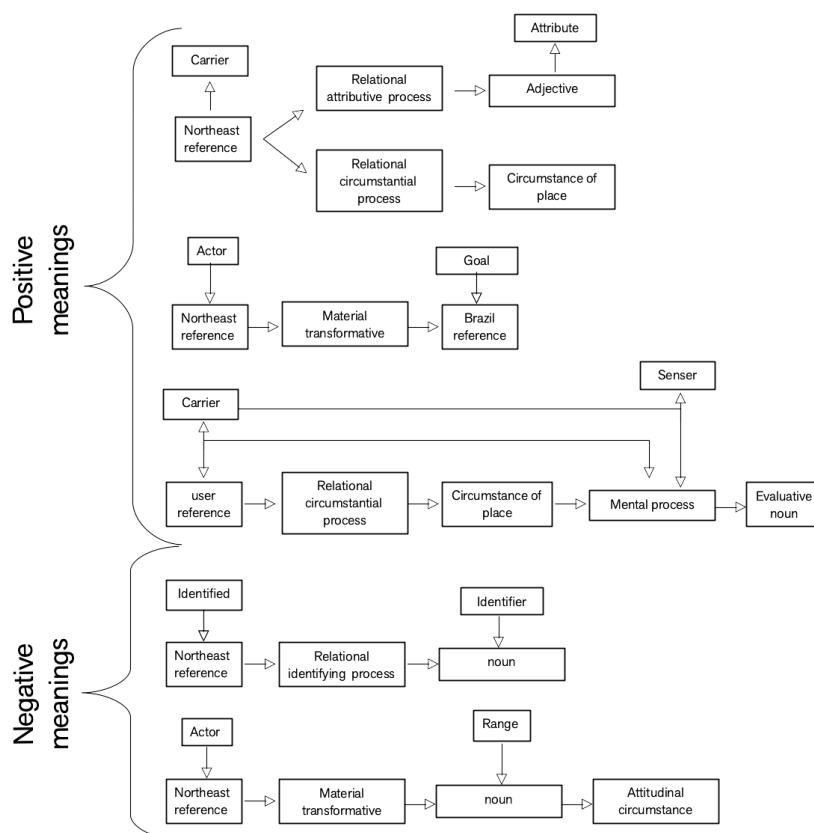 Positive
meanings
Attribute
Carrier
Relational
attributive process
Adjective
Northeast
reference
Relational
circumstantial
process
Circumstance of
place
Actor
Goal
Northeast
reference
Material
transformative
Brazil
reference
Senser
Carrier
user
reference
Relational
circumstantial
process
Circumstance of
place
Mental process
Evaluative
noun
Negative
meanings
Identified
Identifier
Northeast
reference
Relational
identifying process
noun
Actor
Range
Northeast
reference
Material
transformative
noun
Attitudinal
circumstance